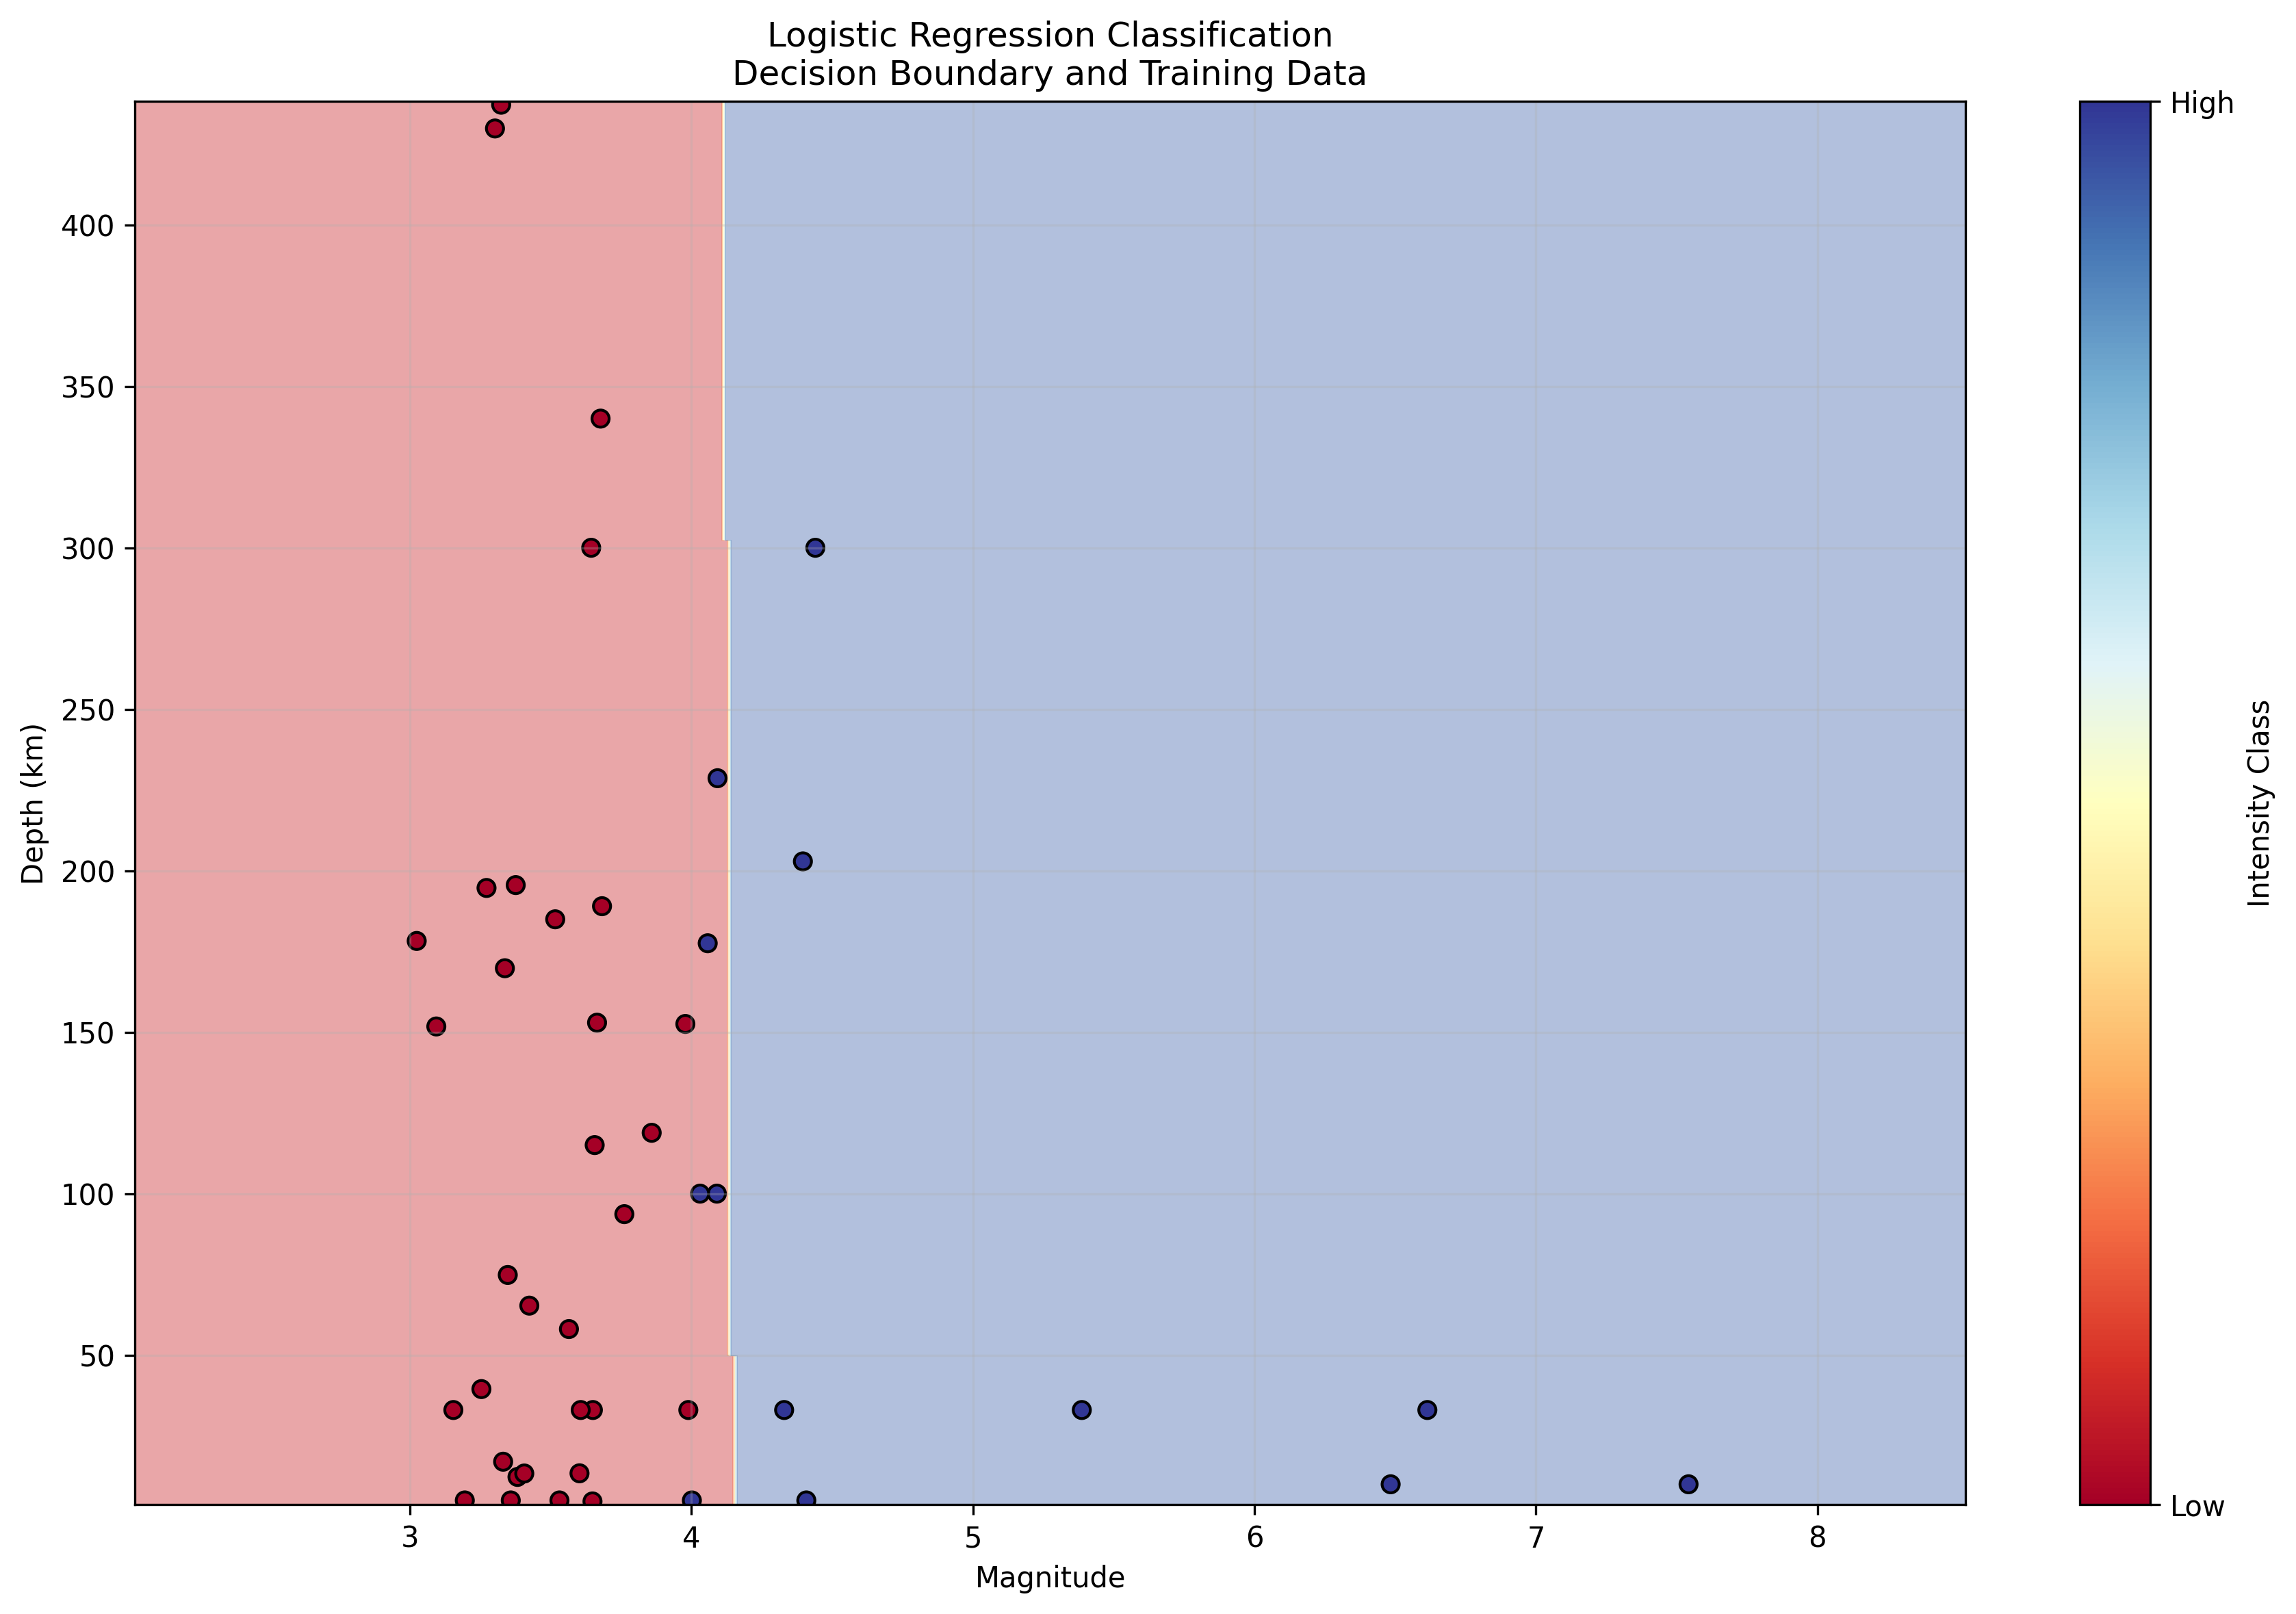 Logistic Regression Classification
Decision Boundary and Training Data
High
400
350
300
250
200
150
100
50
Depth (km)
Intensity Class
Low
3 4 5 6 7 8
Magnitude